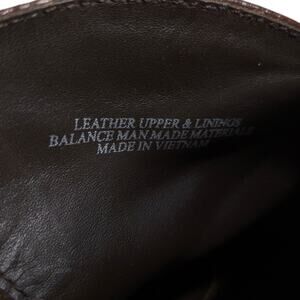 LEATHER UPPER & LININGS
BALANCE MAN MADE MATERIALS
MADE IN VIETNAM